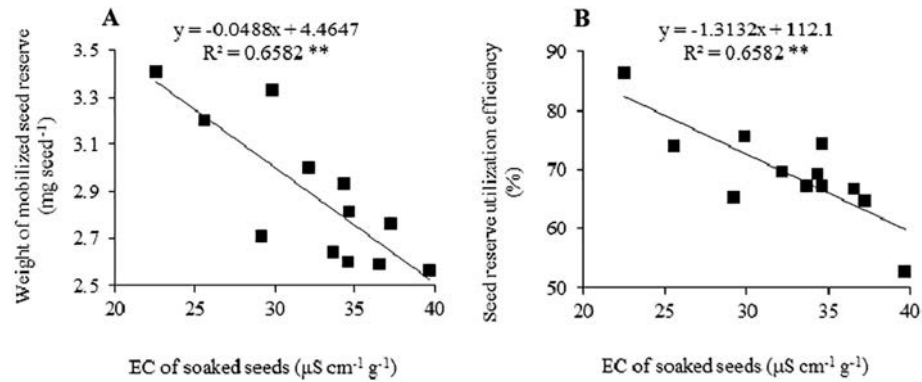 A
y = -0.0488x + 4.4647
R² = 0.6582 **
3.5
3.3
3.1
2.9
2.7
2.5
20 25 30 35 40
Weight of mobilized seed reserve
(mg seed⁻¹)
EC of soaked seeds (µS cm⁻¹ g⁻¹)
B
y = -1.3132x + 112.1
R² = 0.6582 **
90
80
70
60
50
20 25 30 35 40
Seed reserve utilization efficiency
(%)
EC of soaked seeds (µS cm⁻¹ g⁻¹)